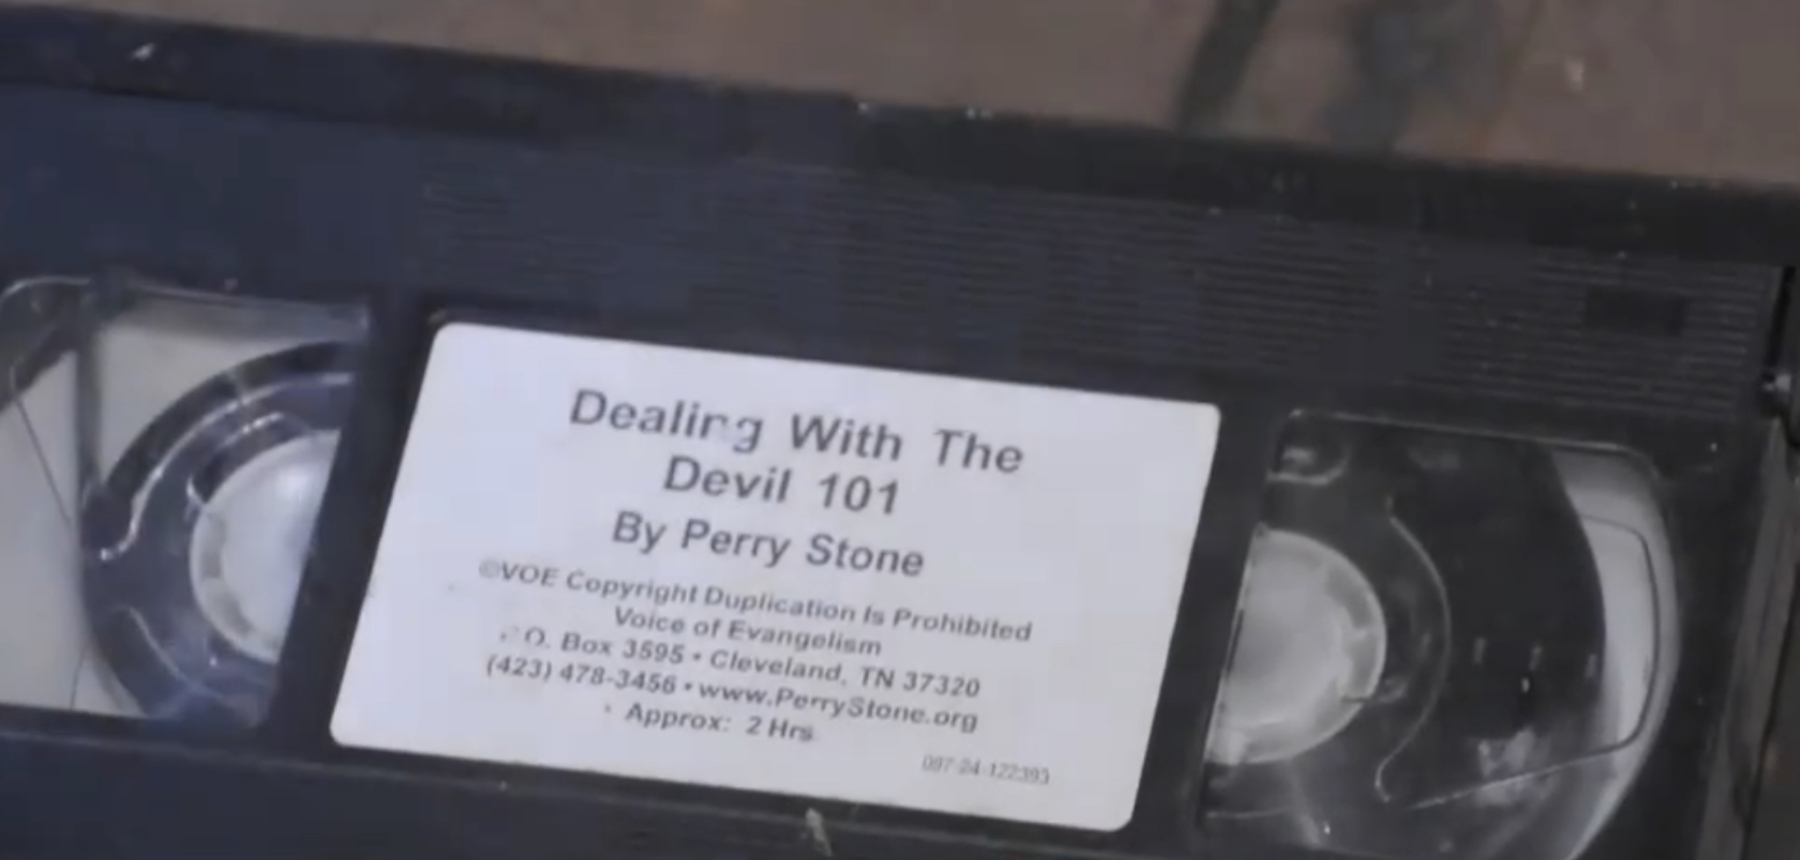 Dealing With The
Devil 101
By Perry Stone
©VOE Copyright Duplication Is Prohibited
Voice of Evangelism
P.O. Box 3595 • Cleveland, TN 37320
(423) 478-3456 • www.PerryStone.org
Approx: 2 Hrs